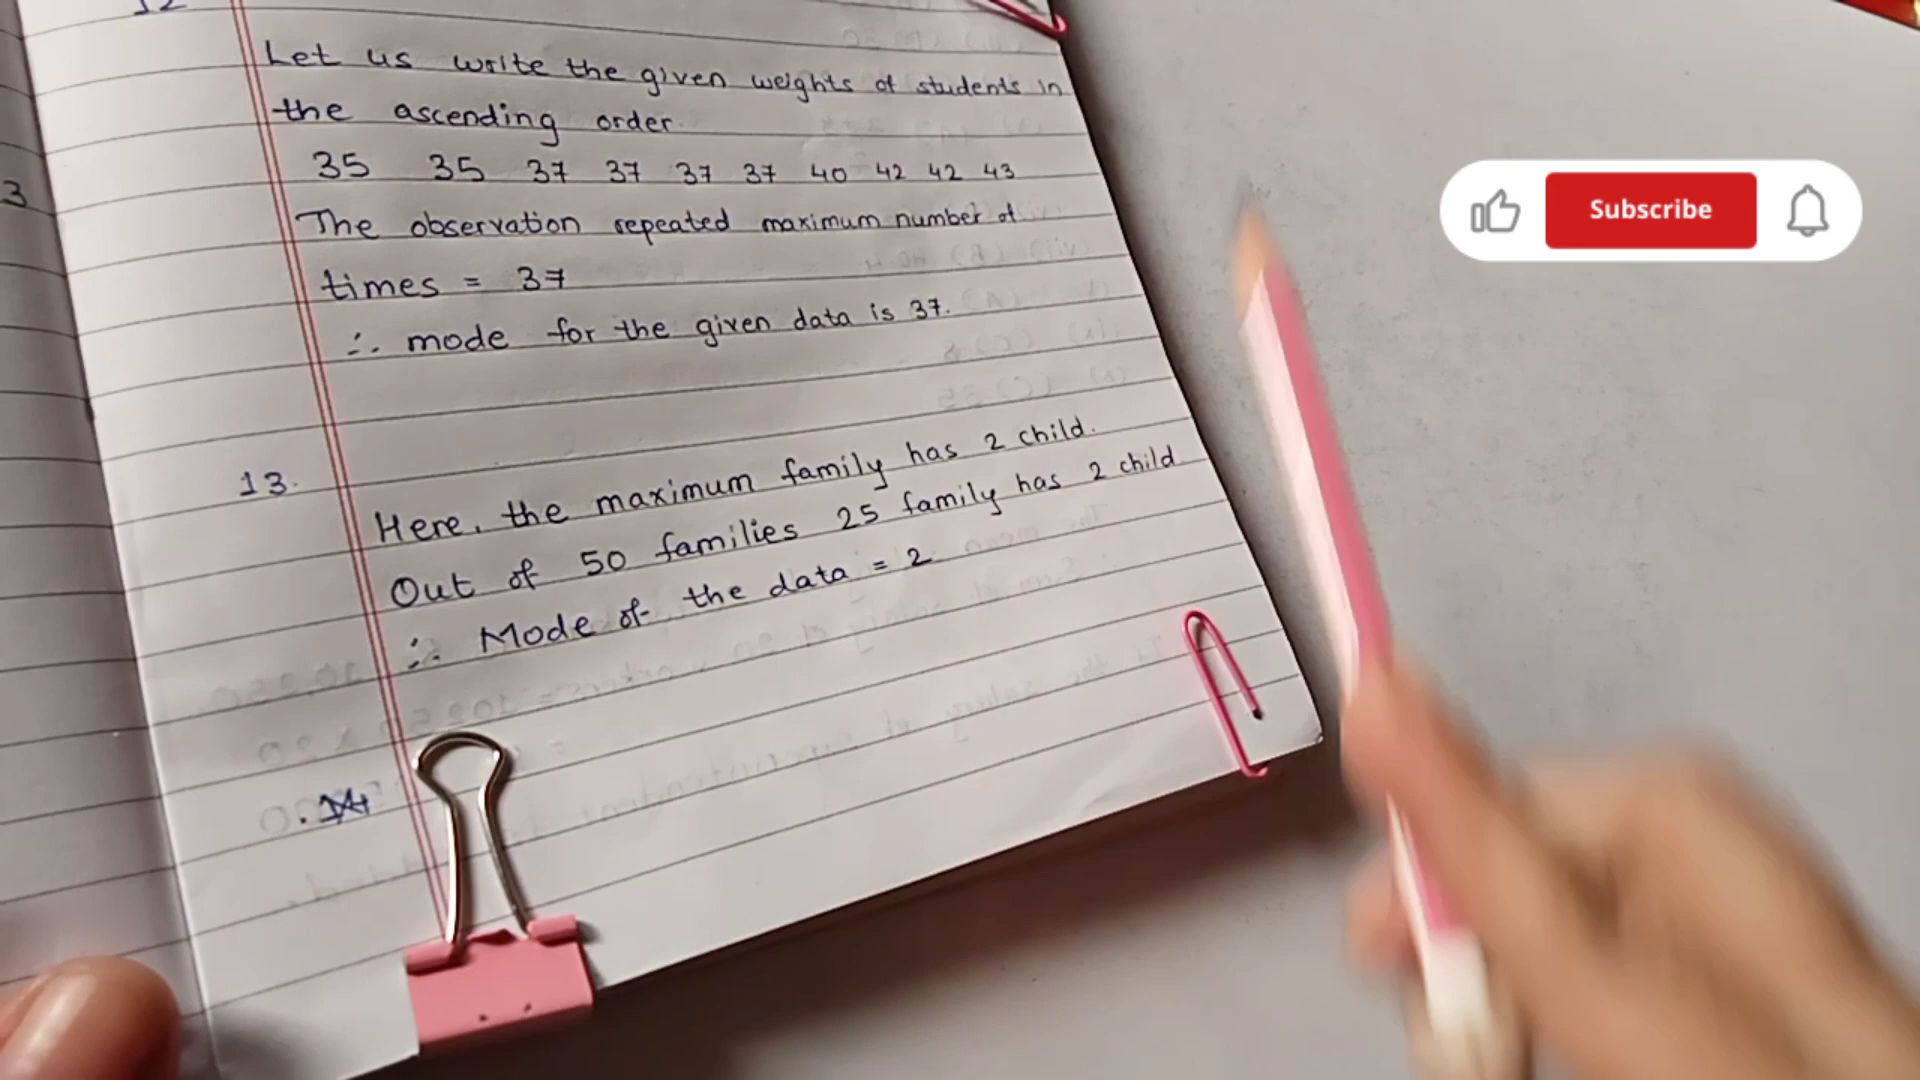 12
Let us write the given weights of students in
the ascending order.
35 35 37 37 37 37 40 42 42 43
The observation repeated maximum number of
times = 37
∴ mode for the given data is 37.
3
13.
Here, the maximum family has 2 child.
Out of 50 families 25 family has 2 child
∴ Mode of the data = 2
Subscribe